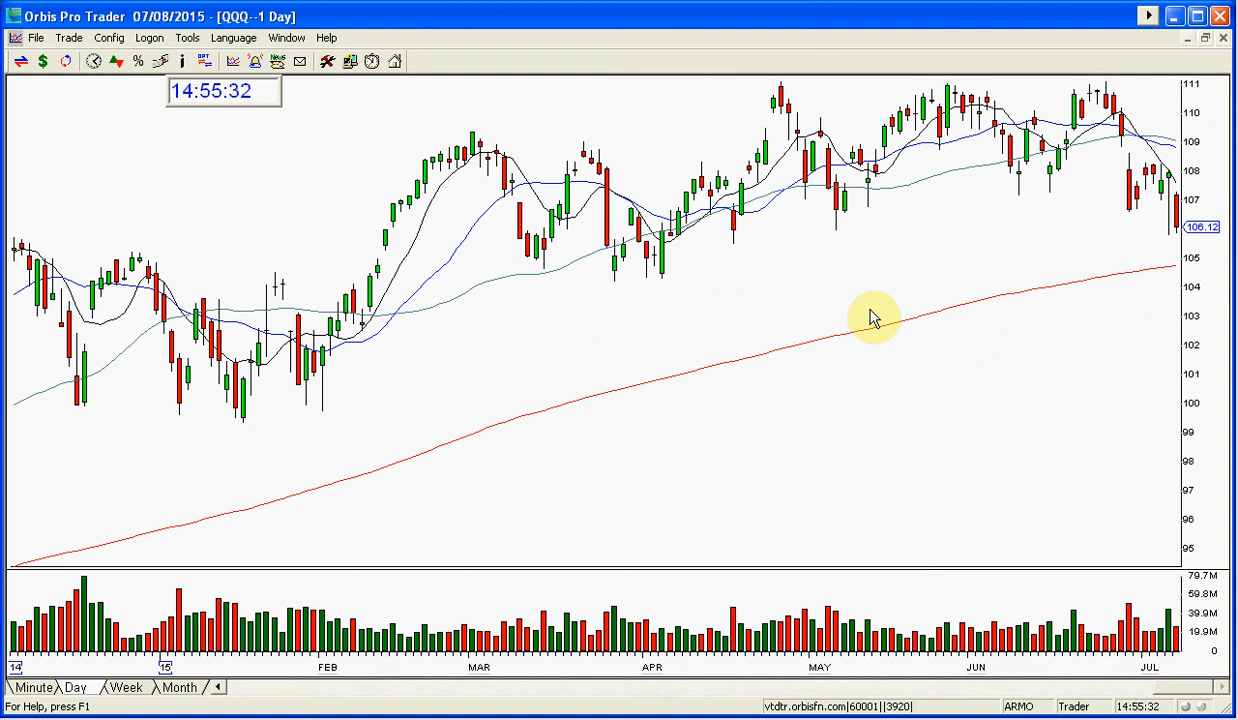 Orbis Pro Trader 07/08/2015 - [QQQ--1 Day]
File Trade Config Logon Tools Language Window Help
14:55:32
111
110
109
108
107
106.12
105
104
103
102
101
100
99
98
97
96
95
79.7M
59.8M
39.9M
19.9M
0
14 15 FEB MAR APR MAY JUN JUL
Minute Day Week Month
For Help, press F1 vtdtr.orbisfn.com|60001||3920| ARMO Trader 14:55:32